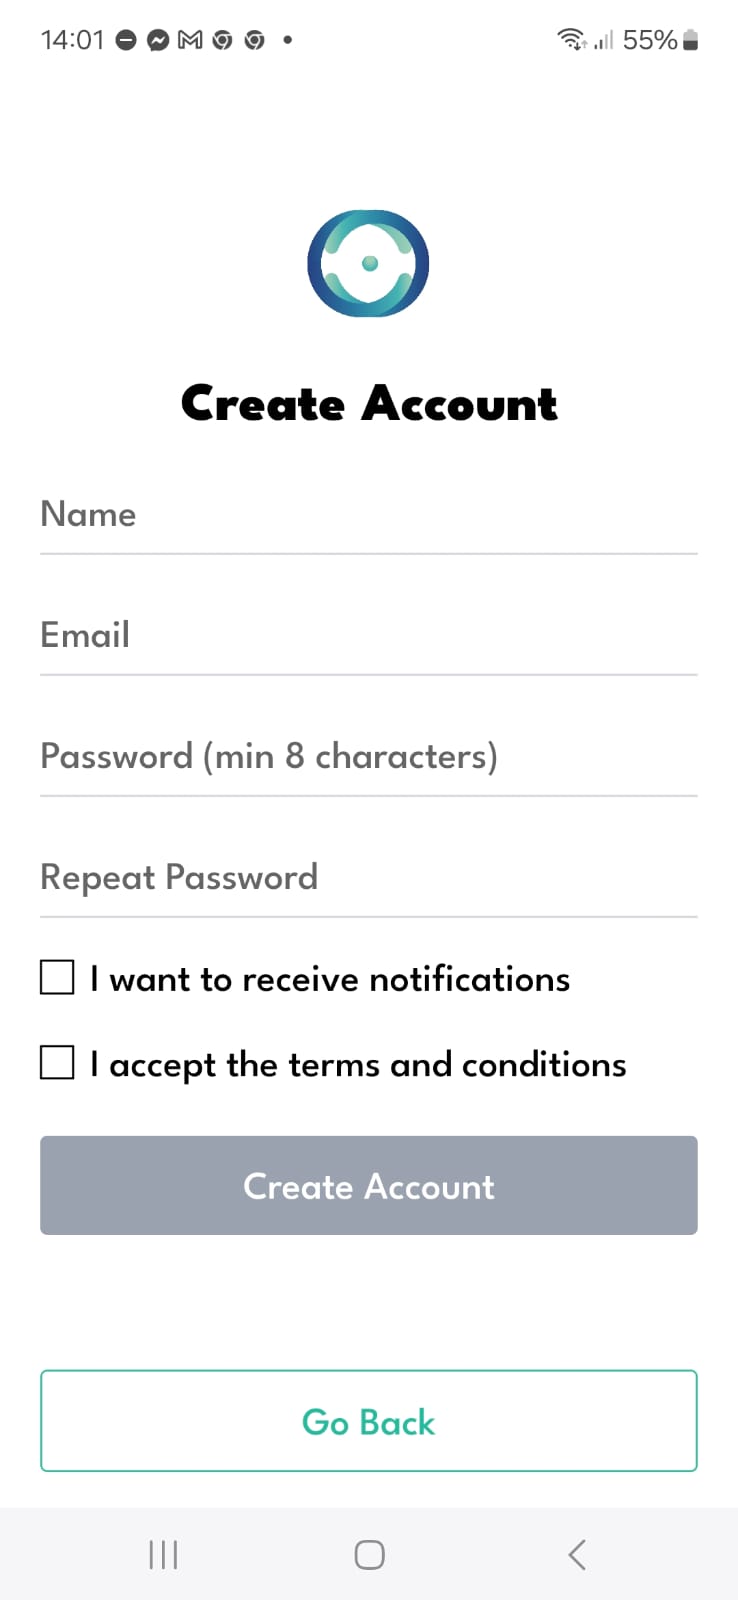 14:01 55%
Create Account
Name
Email
Password (min 8 characters)
Repeat Password
I want to receive notifications
I accept the terms and conditions
Create Account
Go Back